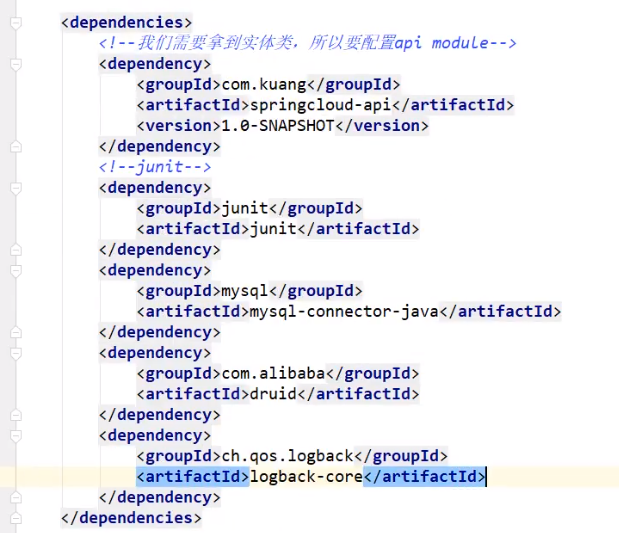 <dependencies>
<!--我们需要拿到实体类，所以要配置api module-->
<dependency>
<groupId>com.kuang</groupId>
<artifactId>springcloud-api</artifactId>
<version>1.0-SNAPSHOT</version>
</dependency>
<!--junit-->
<dependency>
<groupId>junit</groupId>
<artifactId>junit</artifactId>
</dependency>
<dependency>
<groupId>mysql</groupId>
<artifactId>mysql-connector-java</artifactId>
</dependency>
<dependency>
<groupId>com.alibaba</groupId>
<artifactId>druid</artifactId>
</dependency>
<dependency>
<groupId>ch.qos.logback</groupId>
<artifactId>logback-core</artifactId>
</dependency>
</dependencies>